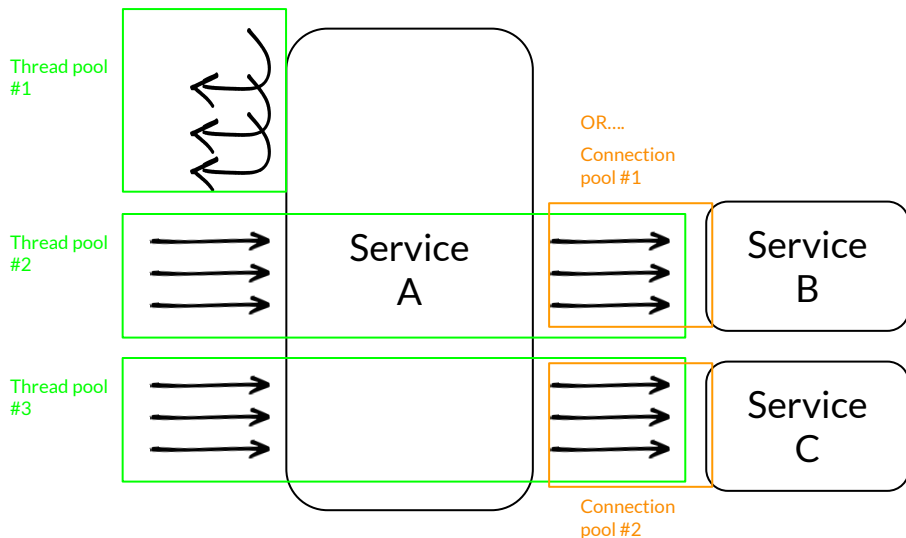 Thread pool
#1
OR....
Connection
pool #1
Thread pool
#2
Service
A
Service
B
Thread pool
#3
Service
C
Connection
pool #2